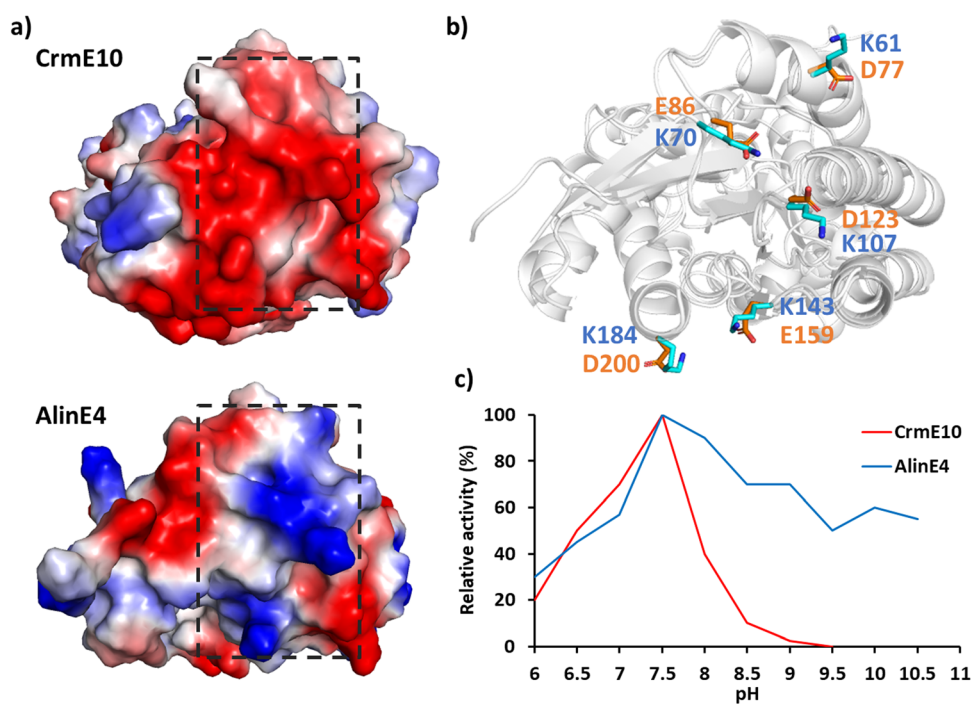 a)
CrmE10
AlinE4
b)
K61
D77
E86
K70
D123
K107
K143
E159
K184
D200
c)
Relative activity (%)
100
80
60
40
20
0
6 6.5 7 7.5 8 8.5 9 9.5 10 10.5 11
pH
CrmE10
AlinE4